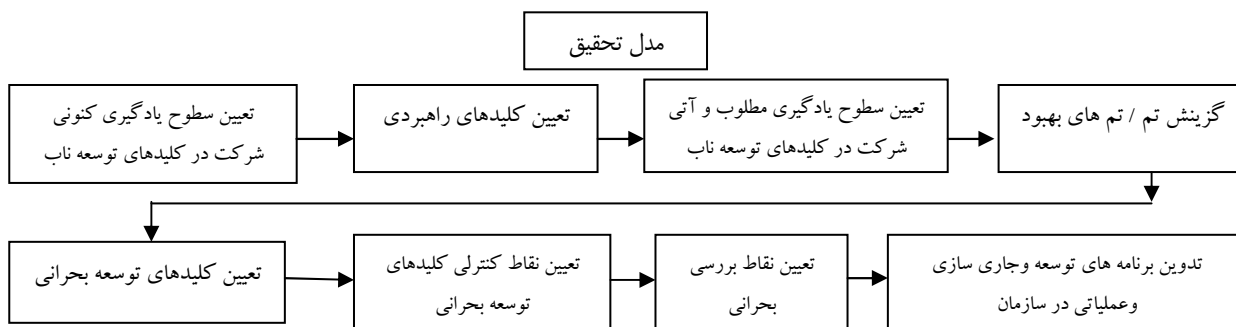 مدل تحقیق
تعیین سطوح یادگیری کنونی
شرکت در کلیدهای توسعه ناب
تعیین کلیدهای راهبردی
تعیین سطوح یادگیری مطلوب و آتی
شرکت در کلیدهای توسعه ناب
گزینش تم / تم های بهبود
تعیین کلیدهای توسعه بحرانی
تعیین نقاط کنترلی کلیدهای
توسعه بحرانی
تعیین نقاط بررسی
بحرانی
تدوین برنامه های توسعه وجاری سازی
وعملیاتی در سازمان